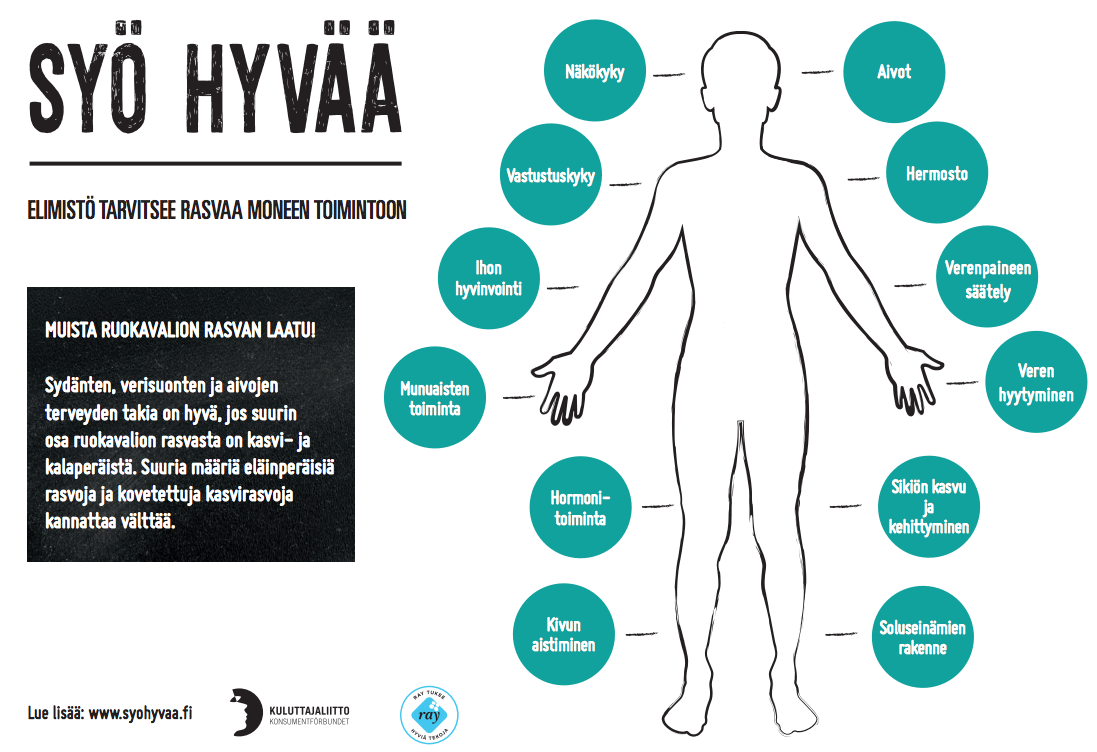 SYÖ HYVÄÄ
ELIMISTÖ TARVITSEE RASVAA MONEEN TOIMINTOON
MUISTA RUOKAVALION RASVAN LAATU!
Sydänten, verisuonten ja aivojen
terveyden takia on hyvä, jos suurin
osa ruokavalion rasvasta on kasvi- ja
kalaperäistä. Suuria määriä eläinperäisiä
rasvoja ja kovetettuja kasvirasvoja
kannattaa välttää.
Näkökyky
Vastustuskyky
Ihon
hyvinvointi
Munuaisten
toiminta
Hormoni-
toiminta
Kivun
aistiminen
Aivot
Hermosto
Verenpaineen
säätely
Veren
hyytyminen
Sikiön kasvu
ja
kehittyminen
Soluseinämien
rakenne
Lue lisää: www.syohyvaa.fi
KULUTTAJALIITTO
KONSUMENTFÖRBUNDET
RAY TUKEE
ray
HYVIÄ TEKOJA